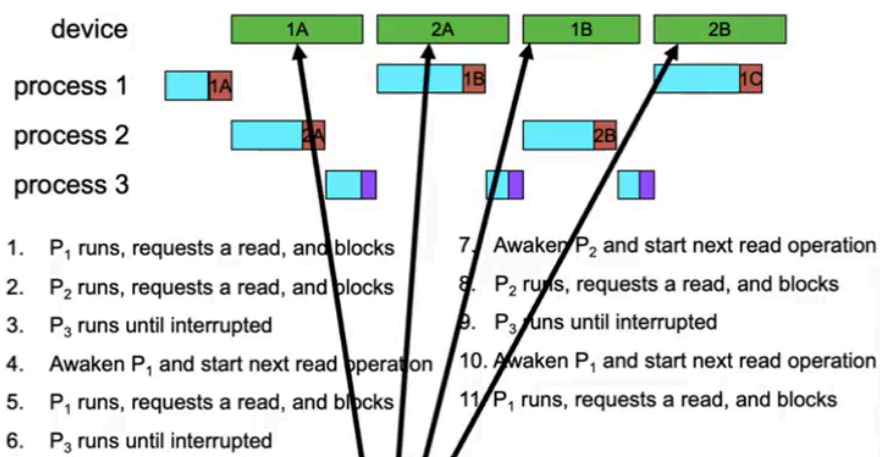 device 1A 2A 1B 2B
process 1 1A 1B 1C
process 2 2A 2B
process 3
1. P₁ runs, requests a read, and blocks
2. P₂ runs, requests a read, and blocks
3. P₃ runs until interrupted
4. Awaken P₁ and start next read operation
5. P₁ runs, requests a read, and blocks
6. P₃ runs until interrupted
7. Awaken P₂ and start next read operation
8. P₂ runs, requests a read, and blocks
9. P₃ runs until interrupted
10. Awaken P₁ and start next read operation
11. P₁ runs, requests a read, and blocks